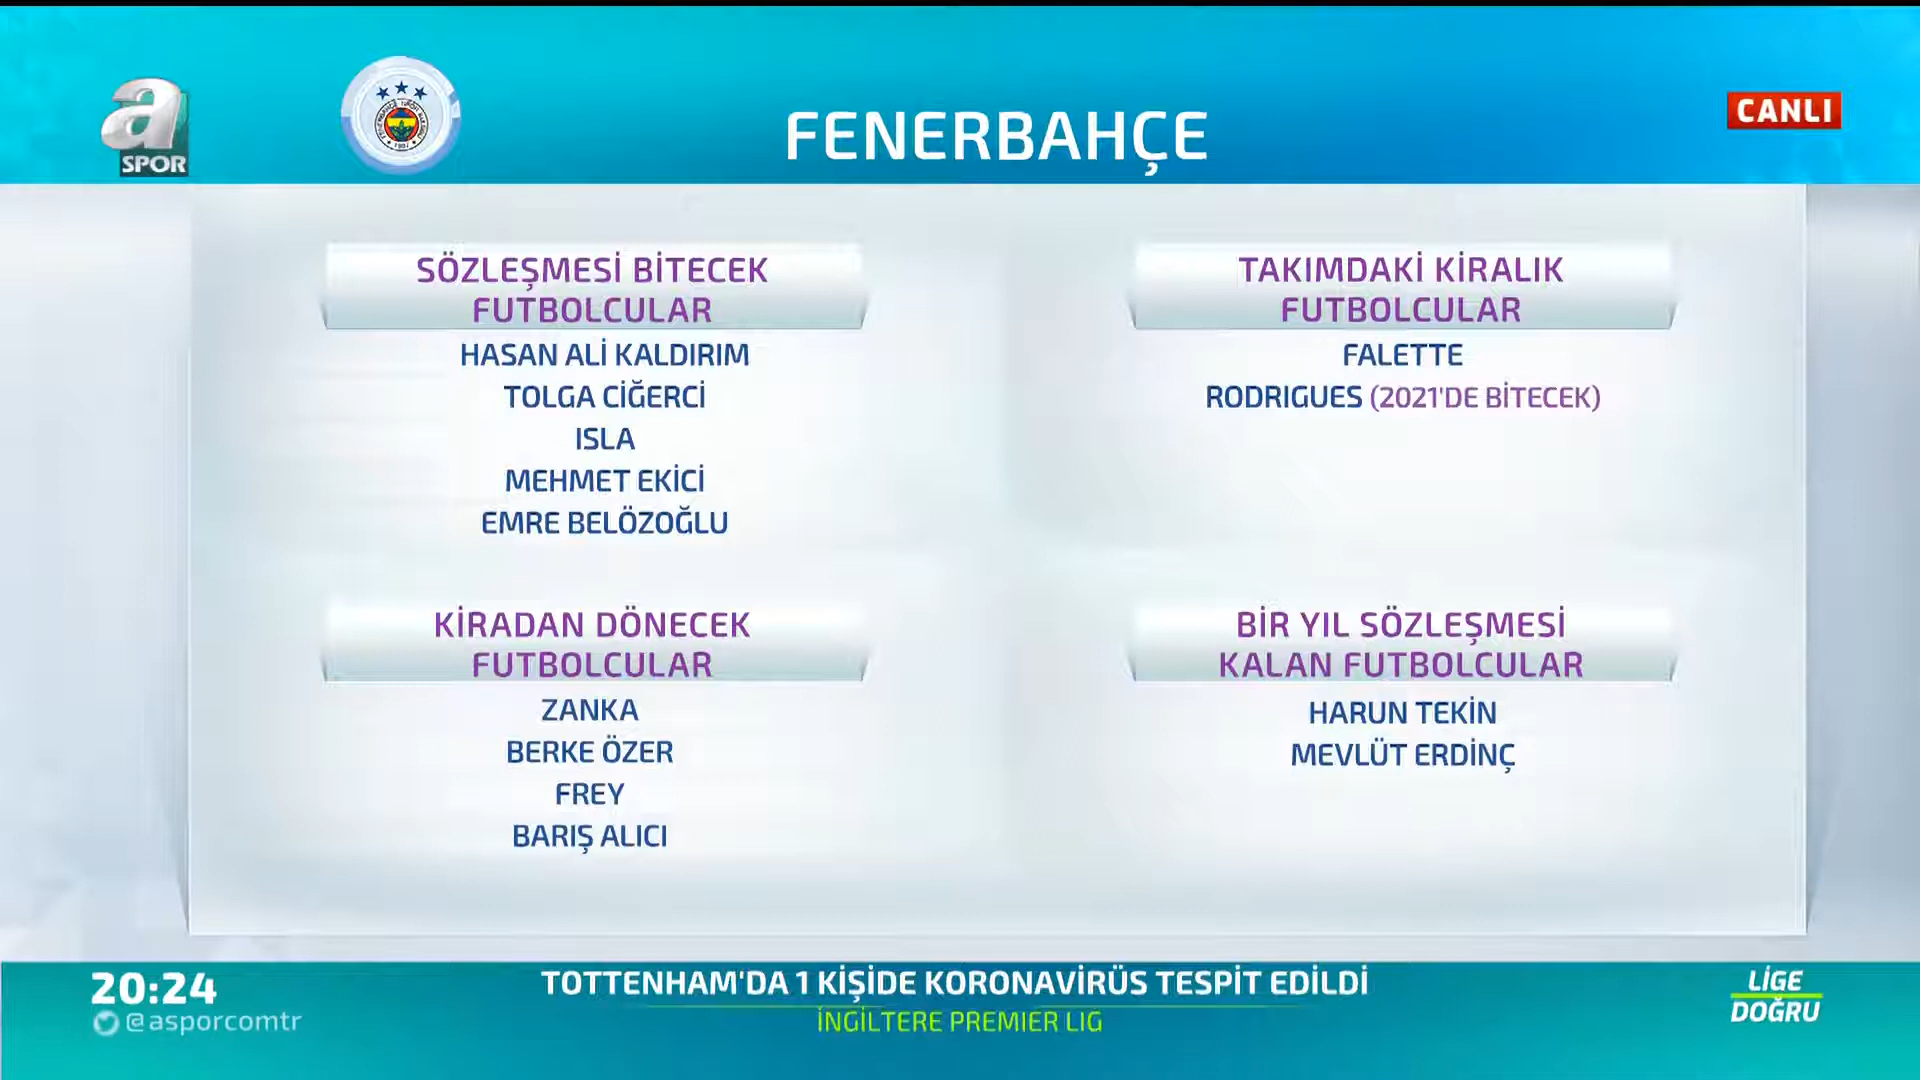 a
SPOR
FENERBAHÇE
CANLI
SÖZLEŞMESİ BİTECEK
FUTBOLCULAR
HASAN ALİ KALDIRIM
TOLGA CİĞERCİ
ISLA
MEHMET EKİCİ
EMRE BELÖZOĞLU
TAKIMDAKİ KİRALIK
FUTBOLCULAR
FALETTE
RODRIGUES (2021'DE BİTECEK)
KİRADAN DÖNECEK
FUTBOLCULAR
ZANKA
BERKE ÖZER
FREY
BARIŞ ALICI
BİR YIL SÖZLEŞMESİ
KALAN FUTBOLCULAR
HARUN TEKİN
MEVLÜT ERDİNÇ
20:24
@asporcomtr
TOTTENHAM'DA 1 KİŞİDE KORONAVİRÜS TESPİT EDİLDİ
İNGİLTERE PREMIER LIG
LİGE
DOĞRU